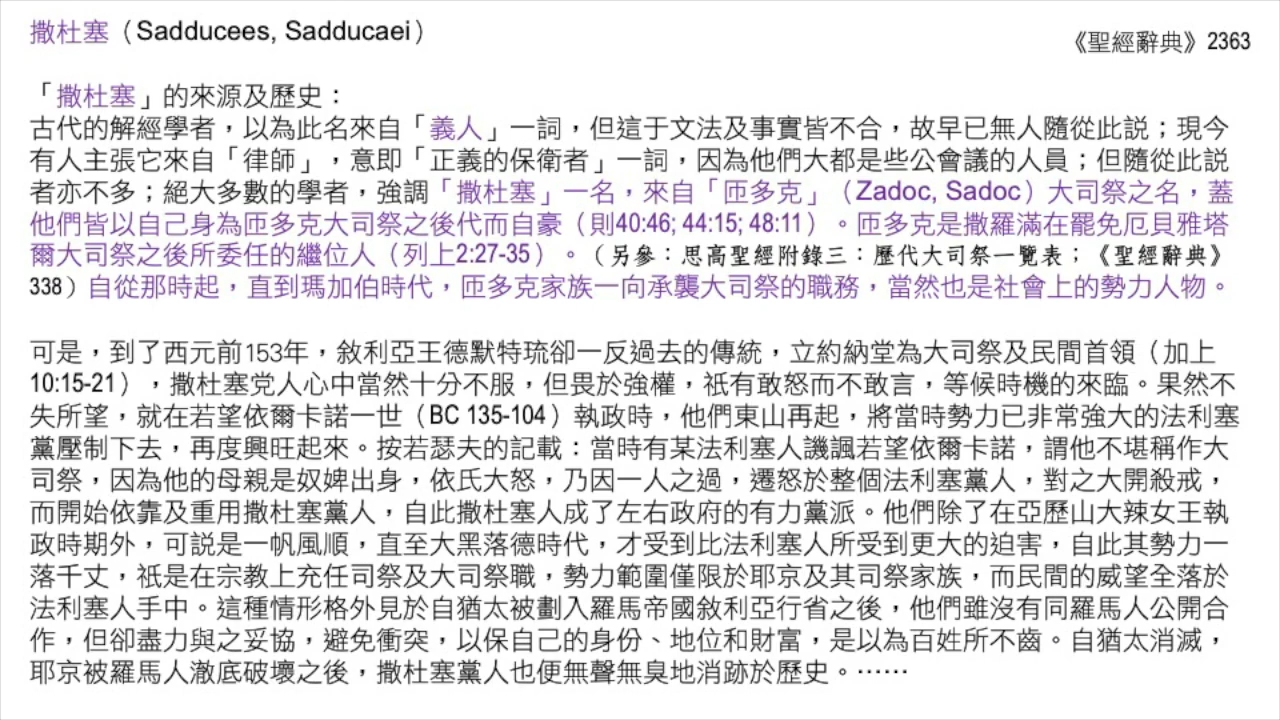 撒杜塞（Sadducees, Sadducaei）
《聖經辭典》2363
「撒杜塞」的來源及歷史：
古代的解經學者，以為此名來自「義人」一詞，但這于文法及事實皆不合，故早已無人隨從此説；現今
有人主張它來自「律師」，意即「正義的保衛者」一詞，因為他們大都是些公會議的人員；但隨從此説
者亦不多；絕大多數的學者，強調「撒杜塞」一名，來自「匝多克」（Zadoc, Sadoc）大司祭之名，蓋
他們皆以自己身為匝多克大司祭之後代而自豪（則40:46; 44:15; 48:11）。匝多克是撒羅滿在罷免厄貝雅塔
爾大司祭之後所委任的繼位人（列上2:27-35）。（另參：思高聖經附錄三：歷代大司祭一覽表；《聖經辭典》
338）自從那時起，直到瑪加伯時代，匝多克家族一向承襲大司祭的職務，當然也是社會上的勢力人物。
可是，到了西元前153年，敘利亞王德默特琉卻一反過去的傳統，立約納堂為大司祭及民間首領（加上
10:15-21），撒杜塞党人心中當然十分不服，但畏於強權，祇有敢怒而不敢言，等候時機的來臨。果然不
失所望，就在若望依爾卡諾一世（BC 135-104）執政時，他們東山再起，將當時勢力已非常強大的法利塞
黨壓制下去，再度興旺起來。按若瑟夫的記載：當時有某法利塞人譏諷若望依爾卡諾，謂他不堪稱作大
司祭，因為他的母親是奴婢出身，依氏大怒，乃因一人之過，遷怒於整個法利塞黨人，對之大開殺戒，
而開始依靠及重用撒杜塞黨人，自此撒杜塞人成了左右政府的有力黨派。他們除了在亞歷山大辣女王執
政時期外，可説是一帆風順，直至大黑落德時代，才受到比法利塞人所受到更大的迫害，自此其勢力一
落千丈，祇是在宗教上充任司祭及大司祭職，勢力範圍僅限於耶京及其司祭家族，而民間的威望全落於
法利塞人手中。這種情形格外見於自猶太被劃入羅馬帝國敘利亞行省之後，他們雖沒有同羅馬人公開合
作，但卻盡力與之妥協，避免衝突，以保自己的身份、地位和財富，是以為百姓所不齒。自猶太消滅，
耶京被羅馬人澈底破壞之後，撒杜塞黨人也便無聲無臭地消跡於歷史。⋯⋯